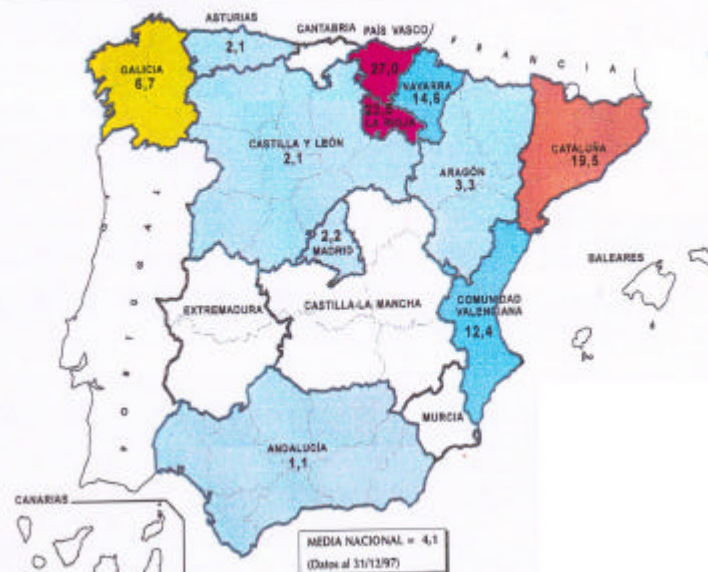 ASTURIAS
2,1
CANTABRIA
PAÍS VASCO
27,0
FRANCIA
GALICIA
6,7
NAVARRA
14,6
LA RIOJA
CASTILLA Y LEÓN
2,1
CATALUÑA
19,5
ARAGÓN
3,3
2,2
MADRID
PORTUGAL
BALEARES
EXTREMADURA
CASTILLA-LA MANCHA
COMUNIDAD
VALENCIANA
12,4
MURCIA
ANDALUCÍA
1,1
CANARIAS
MEDIA NACIONAL = 4,1
(Datos al 31/12/97)